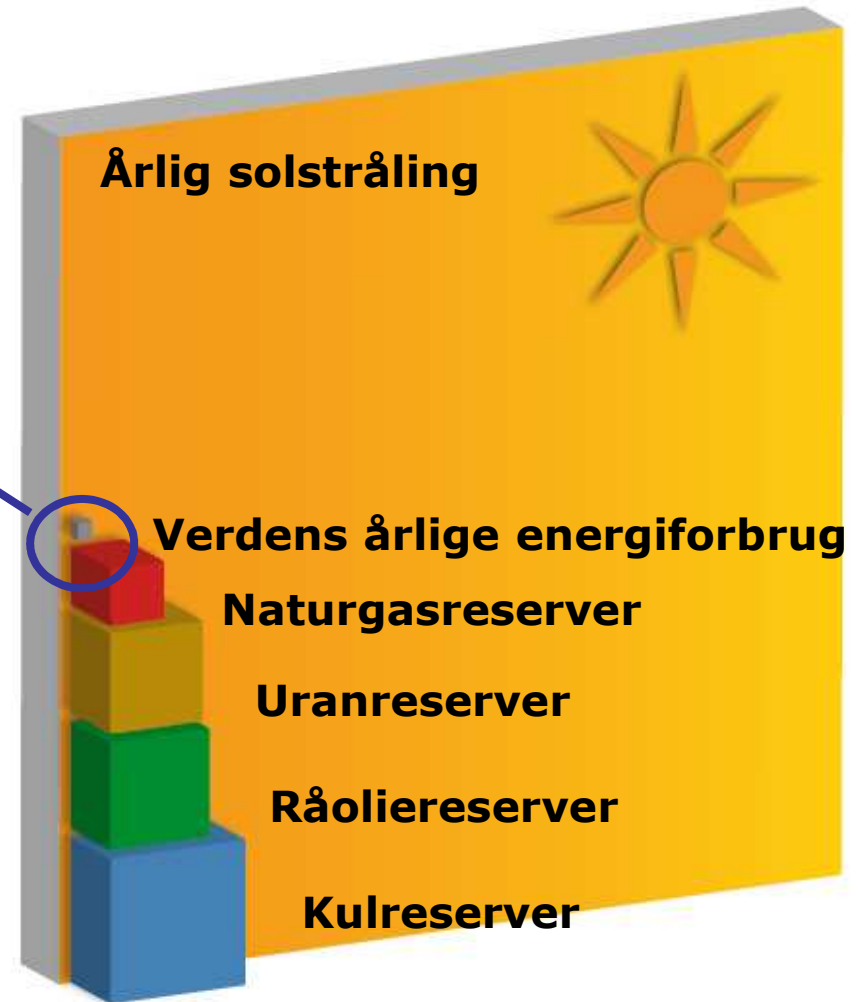 Årlig solstråling
Verdens årlige energiforbrug
Naturgasreserver
Uranreserver
Råoliereserver
Kulreserver